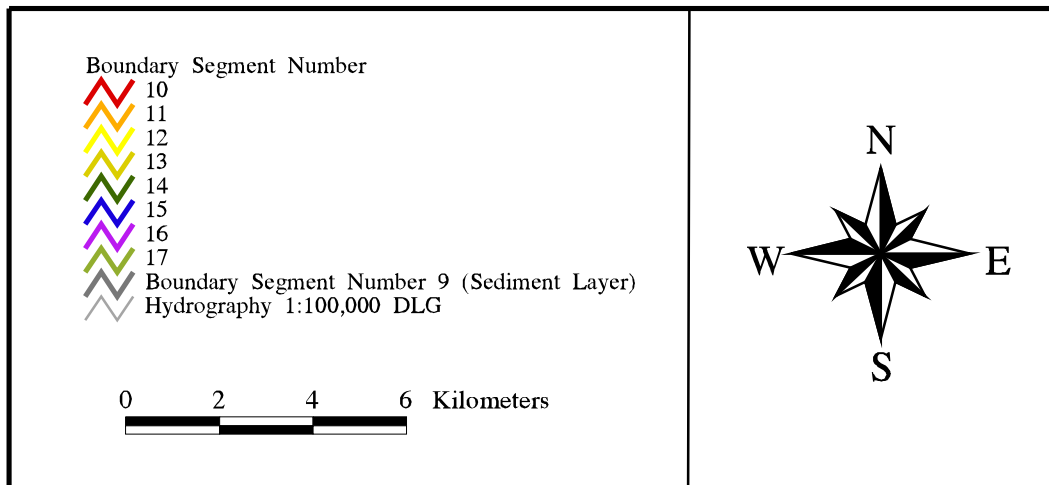 Boundary Segment Number
10
11
12
13
14
15
16
17
Boundary Segment Number 9 (Sediment Layer)
Hydrography 1:100,000 DLG
0 2 4 6 Kilometers
N
W E
S